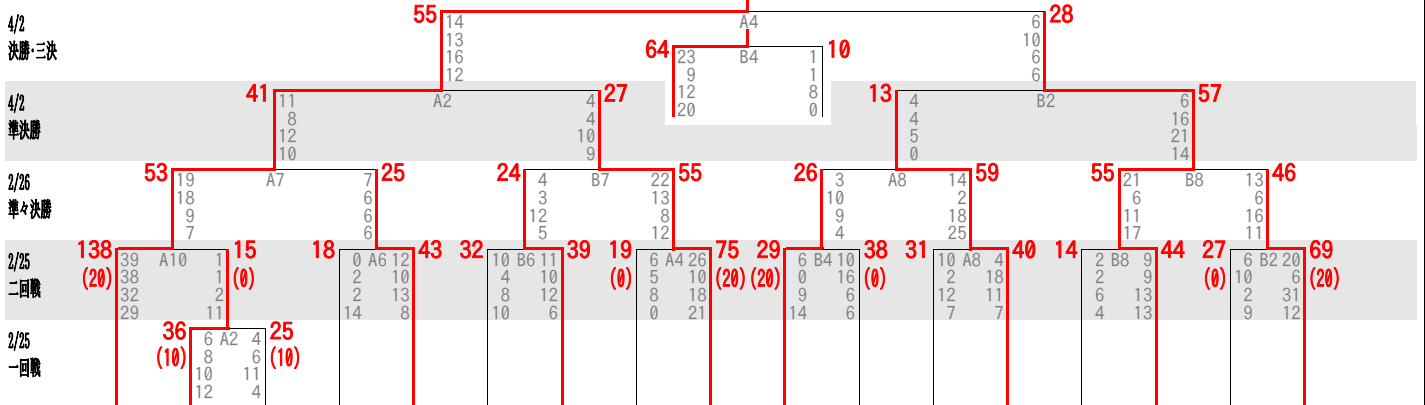 4/2
決勝・三決
55 14 A4 6 28
13 10
16 6
12 6
64 23 B4 1 10
9 1
12 8
20 0
4/2
準決勝
41 11 A2 4 27
8 4
12 10
10 9
13 4 B2 6 57
4 16
5 21
0 14
2/26
準々決勝
53 19 A7 7 25
18 6
9 6
7 6
24 4 B7 22 55
3 13
12 8
5 12
26 3 A8 14 59
10 2
9 18
4 25
55 21 B8 13 46
6 6
11 16
17 11
2/25
二回戦
138 39 A10 1 15
(20) 38 1 (0)
32 2
29 11
18 0 A6 12 43
2 10
2 13
14 8
32 10 B6 11 39
4 10
8 12
10 6
19 6 A4 26 75
(0) 5 10 (20)
8 18
0 21
29 6 B4 10 38
(20) 0 16 (0)
9 6
14 6
31 10 A8 4 40
2 18
12 11
7 7
14 2 B8 9 44
2 9
6 13
4 13
27 6 B2 20 69
(0) 10 6 (20)
2 31
9 12
2/25
一回戦
36 6 A2 4 25
(10) 8 6 (10)
10 11
12 4